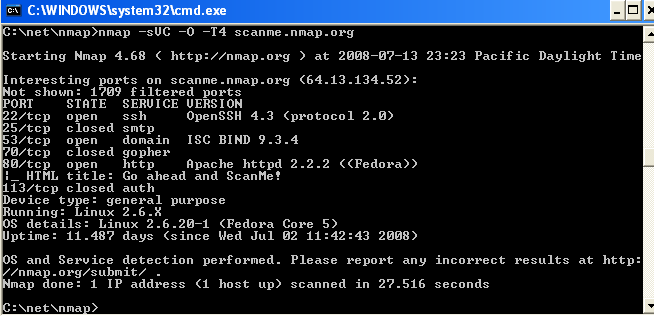 C:\WINDOWS\system32\cmd.exe
C:\net\nmap>nmap -sVC -O -T4 scanme.nmap.org
Starting Nmap 4.68 ( http://nmap.org ) at 2008-07-13 23:23 Pacific Daylight Time
Interesting ports on scanme.nmap.org (64.13.134.52):
Not shown: 1709 filtered ports
PORT    STATE  SERVICE VERSION
22/tcp  open   ssh     OpenSSH 4.3 (protocol 2.0)
25/tcp  closed smtp
53/tcp  open   domain  ISC BIND 9.3.4
70/tcp  closed gopher
80/tcp  open   http    Apache httpd 2.2.2 ((Fedora))
|_ HTML title: Go ahead and ScanMe!
113/tcp closed auth
Device type: general purpose
Running: Linux 2.6.X
OS details: Linux 2.6.20-1 (Fedora Core 5)
Uptime: 11.487 days (since Wed Jul 02 11:42:43 2008)
OS and Service detection performed. Please report any incorrect results at http:
//nmap.org/submit/ .
Nmap done: 1 IP address (1 host up) scanned in 27.516 seconds
C:\net\nmap>